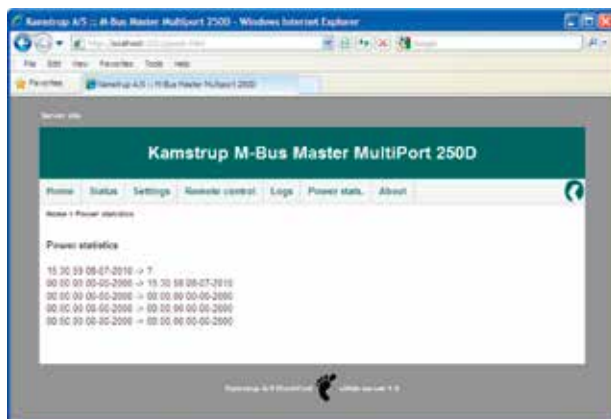 Kamstrup A/S :: M-Bus Master Multiport 250D - Windows Internet Explorer
File Edit View Favorites Tools Help
Favorites Kamstrup A/S :: M-Bus Master Multiport 250D
Server site
Kamstrup M-Bus Master MultiPort 250D
Home Status Settings Remote control Logs Power stats. About
Home > Power statistics
Power statistics
15:30:59 08-07-2010 -> ?
00:00:00 00-00-2000 -> 15:30:58 08-07-2010
00:00:00 00-00-2000 -> 00:00:00 00-00-2000
00:00:00 00-00-2000 -> 00:00:00 00-00-2000
00:00:00 00-00-2000 -> 00:00:00 00-00-2000
Kamstrup A/S